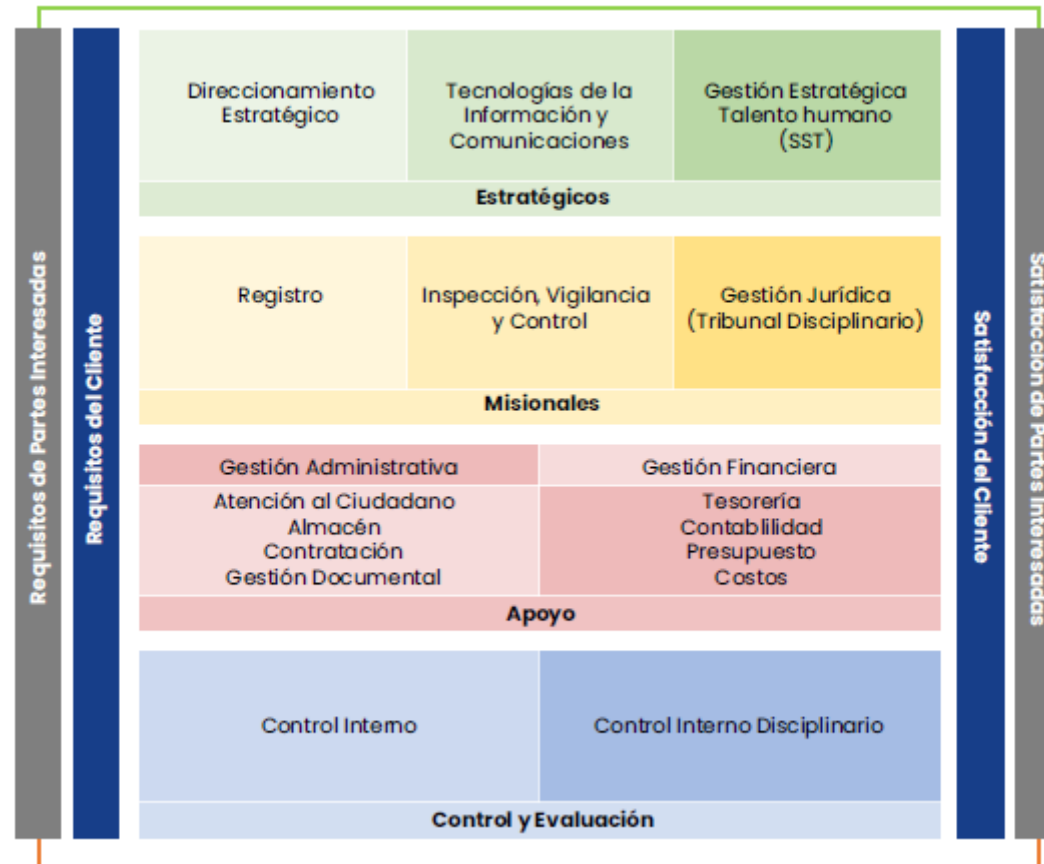 Requisitos de Partes Interesadas
Requisitos del Cliente
Direccionamiento
Estratégico
Tecnologías de la
Información y
Comunicaciones
Gestión Estratégica
Talento humano
(SST)
Estratégicos
Registro
Inspección, Vigilancia
y Control
Gestión Jurídica
(Tribunal Disciplinario)
Misionales
Gestión Administrativa
Gestión Financiera
Atención al Ciudadano
Almacén
Contratación
Gestión Documental
Tesorería
Contablilidad
Presupuesto
Costos
Apoyo
Control Interno
Control Interno Disciplinario
Control y Evaluación
Satisfacción del Cliente
Satisfacción de Partes Interesadas